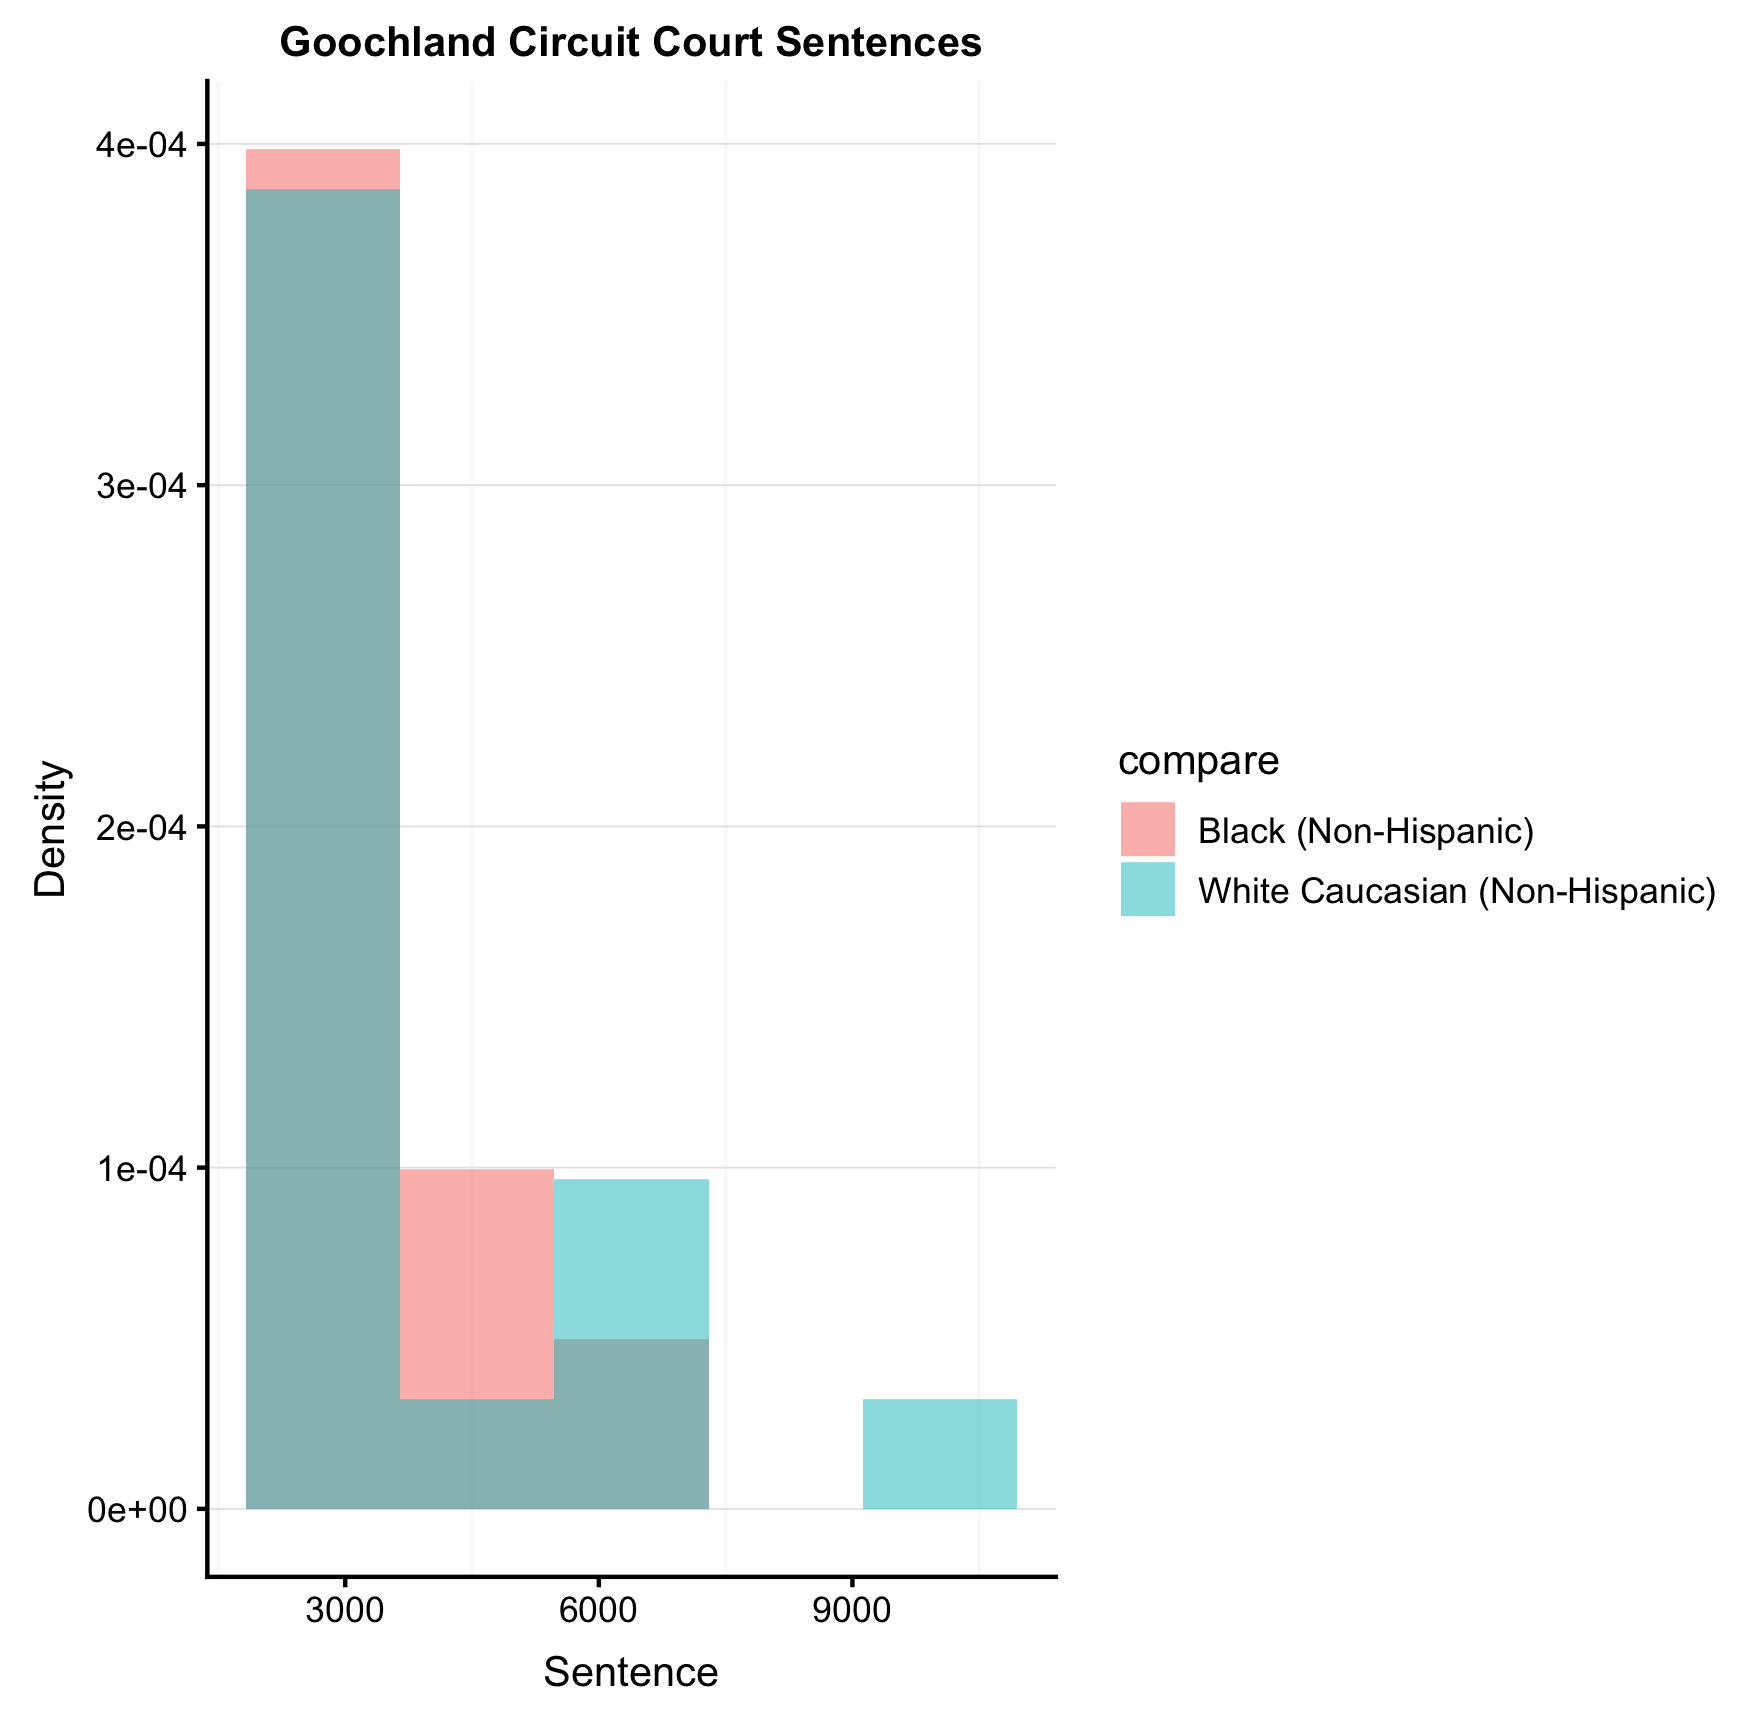 Goochland Circuit Court Sentences
4e-04
3e-04
2e-04
1e-04
0e+00
Density
3000 6000 9000
Sentence
compare
Black (Non-Hispanic)
White Caucasian (Non-Hispanic)